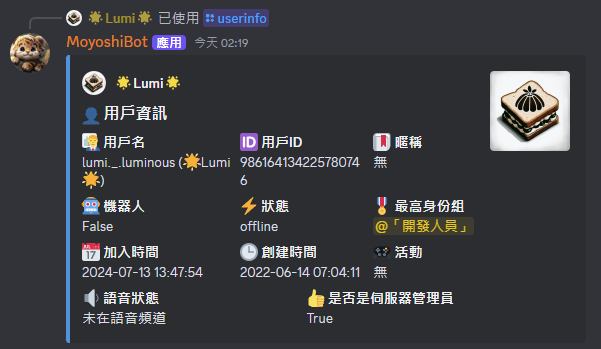 🌟Lumi🌟 已使用 userinfo
MoyoshiBot 應用 今天 02:19
🌟Lumi🌟
👤用戶資訊
用戶名 🆔 用戶ID 暱稱
lumi._.luminous (🌟Lumi 98616413422578074 無
🌟) 6
🤖 機器人 ⚡ 狀態 🎖️ 最高身份組
False offline @「開發人員」
📅 加入時間 🕒 創建時間 🎮 活動
2024-07-13 13:47:54 2022-06-14 07:04:11 無
🔈 語音狀態 👍 是否是伺服器管理員
未在語音頻道 True